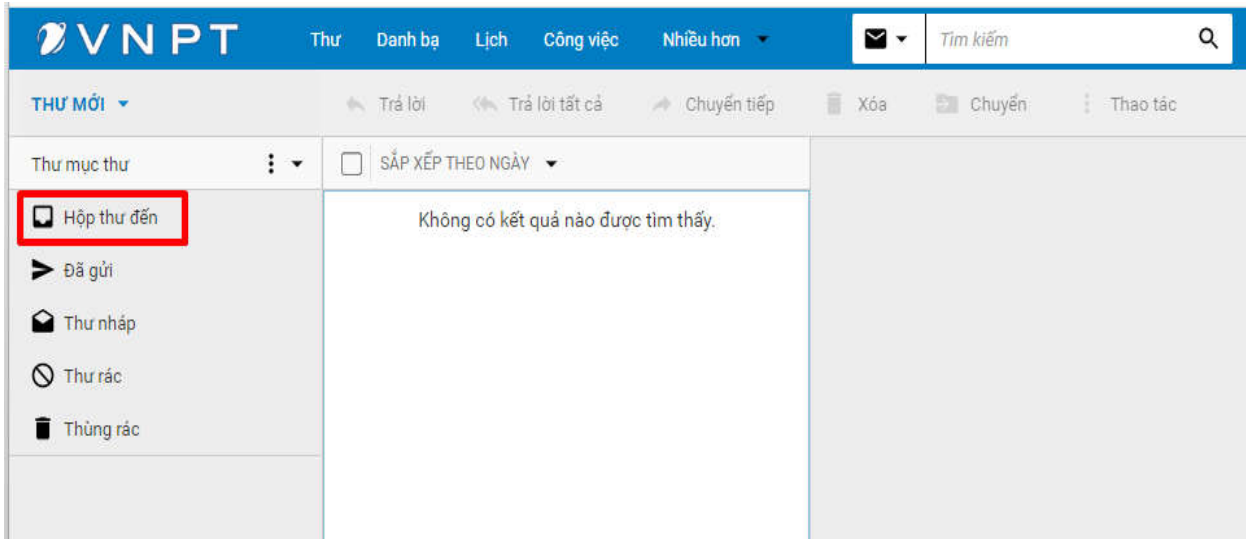 VNPT Thư Danh bạ Lịch Công việc Nhiều hơn Tìm kiếm
THƯ MỚI Trả lời Trả lời tất cả Chuyển tiếp Xóa Chuyển Thao tác
Thư mục thư SẮP XẾP THEO NGÀY
Hộp thư đến Không có kết quả nào được tìm thấy.
Đã gửi
Thư nháp
Thư rác
Thùng rác